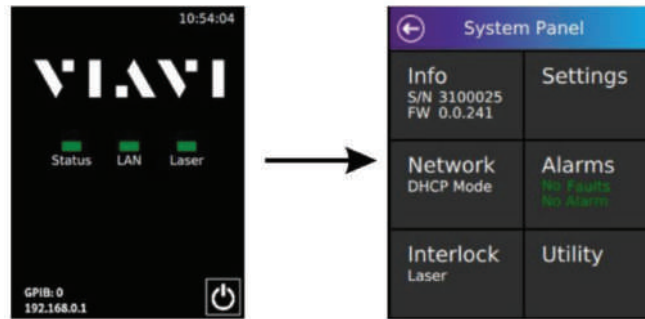 10:54:04
VIAVI
Status LAN Laser
GPIB: 0
192.168.0.1
System Panel
Info
S/N 3100025
FW 0.0.241
Settings
Network
DHCP Mode
Alarms
No Faults
No Alarm
Interlock
Laser
Utility